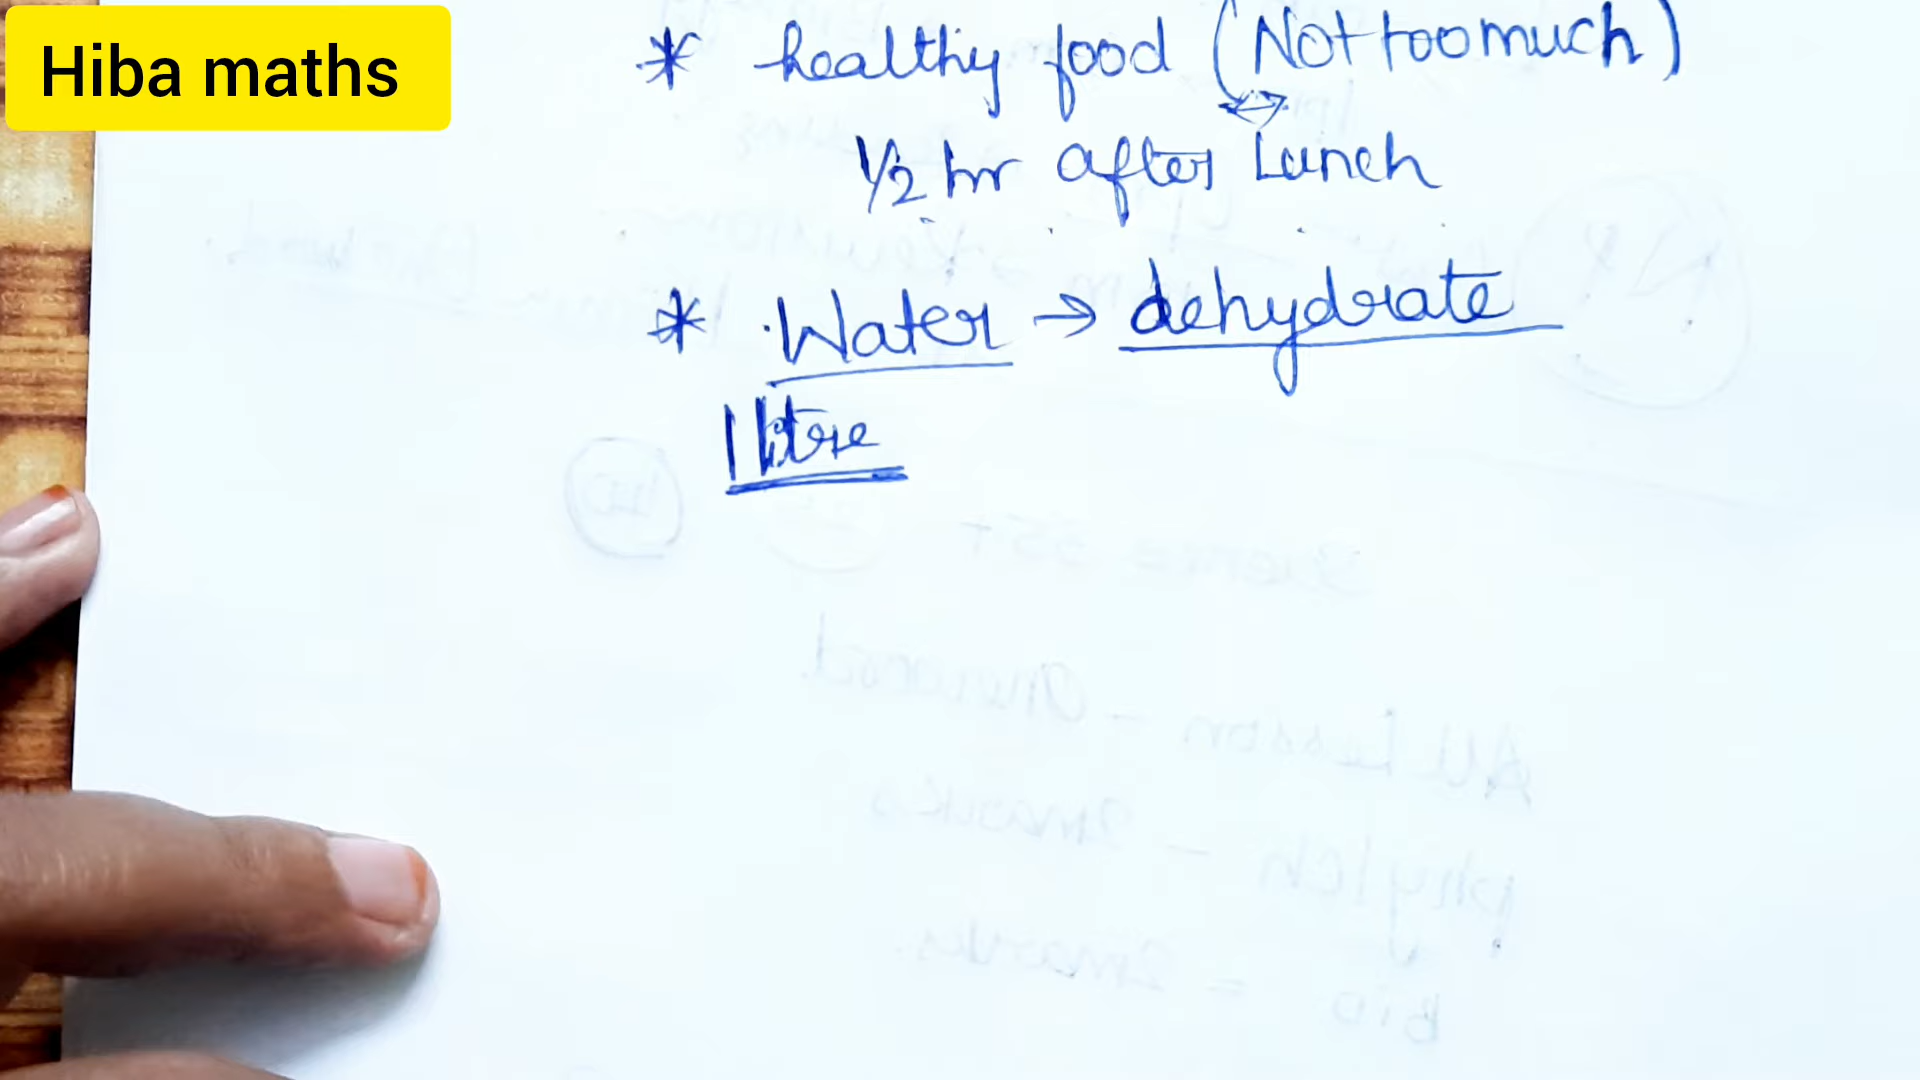 Hiba maths
* healthy food (Not too much)
1/2 hr after Lunch
* Water → dehydrate
1 litre